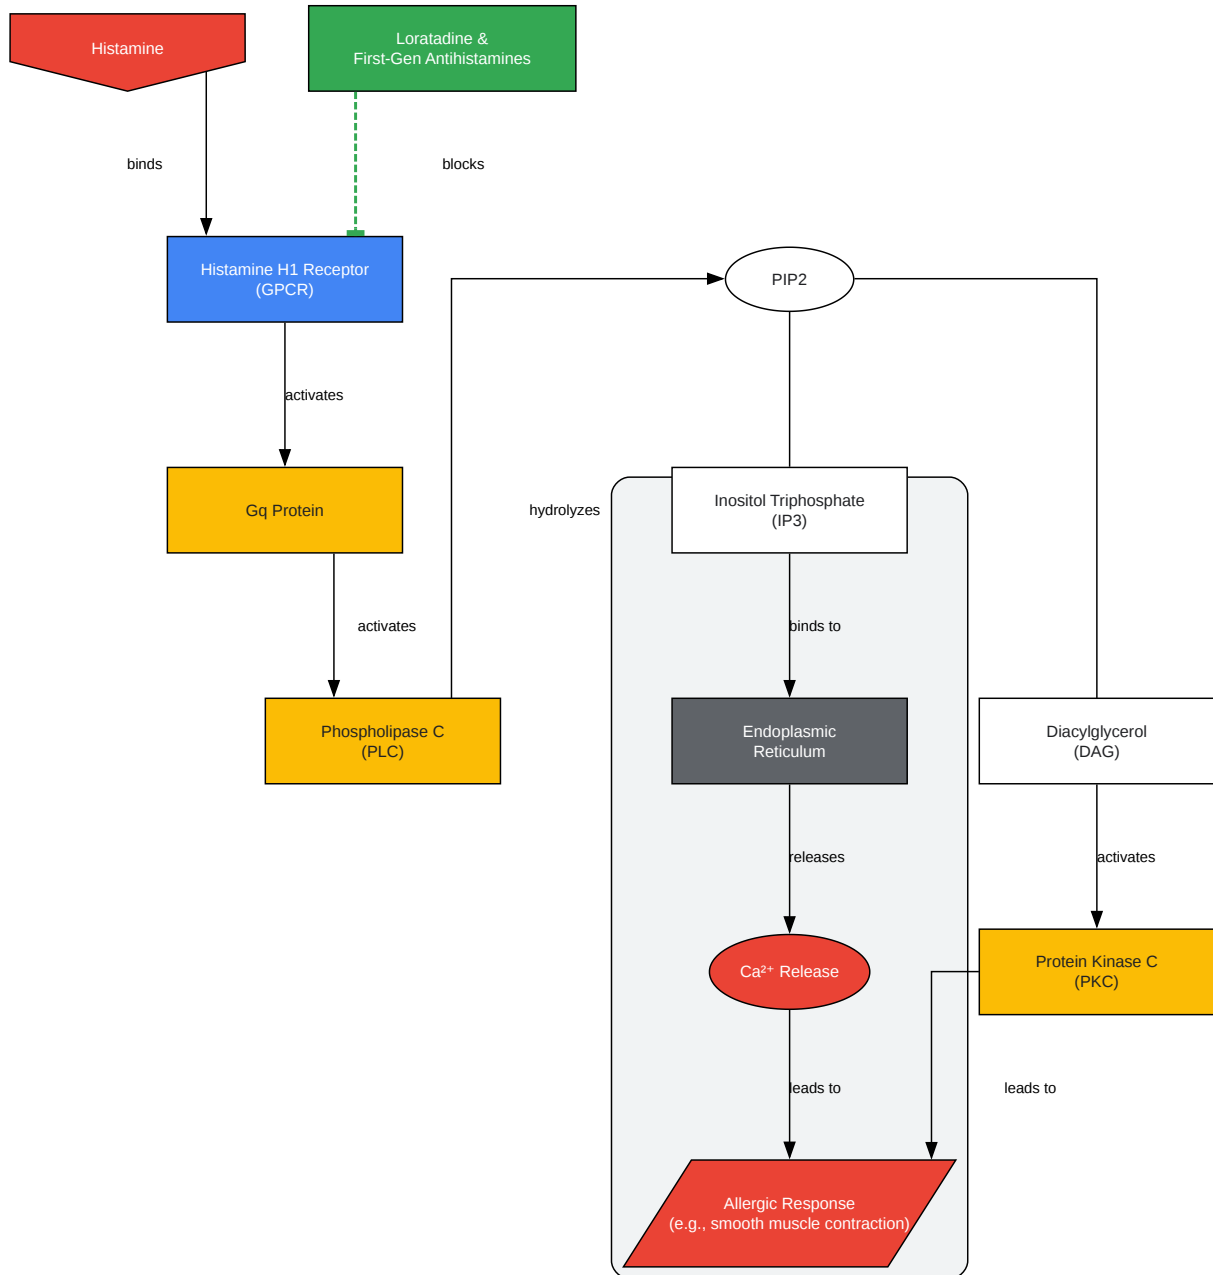 Histamine
Loratadine &
First-Gen Antihistamines
binds
blocks
Histamine H1 Receptor
(GPCR)
PIP2
activates
Gq Protein
hydrolyzes
Inositol Triphosphate
(IP3)
activates
binds to
Phospholipase C
(PLC)
Endoplasmic
Reticulum
Diacylglycerol
(DAG)
releases
activates
Ca²⁺ Release
Protein Kinase C
(PKC)
leads to
leads to
Allergic Response
(e.g., smooth muscle contraction)